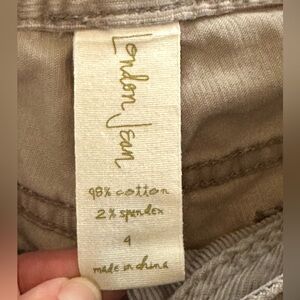 London Jean
98% cotton
2% spandex
4
made in china